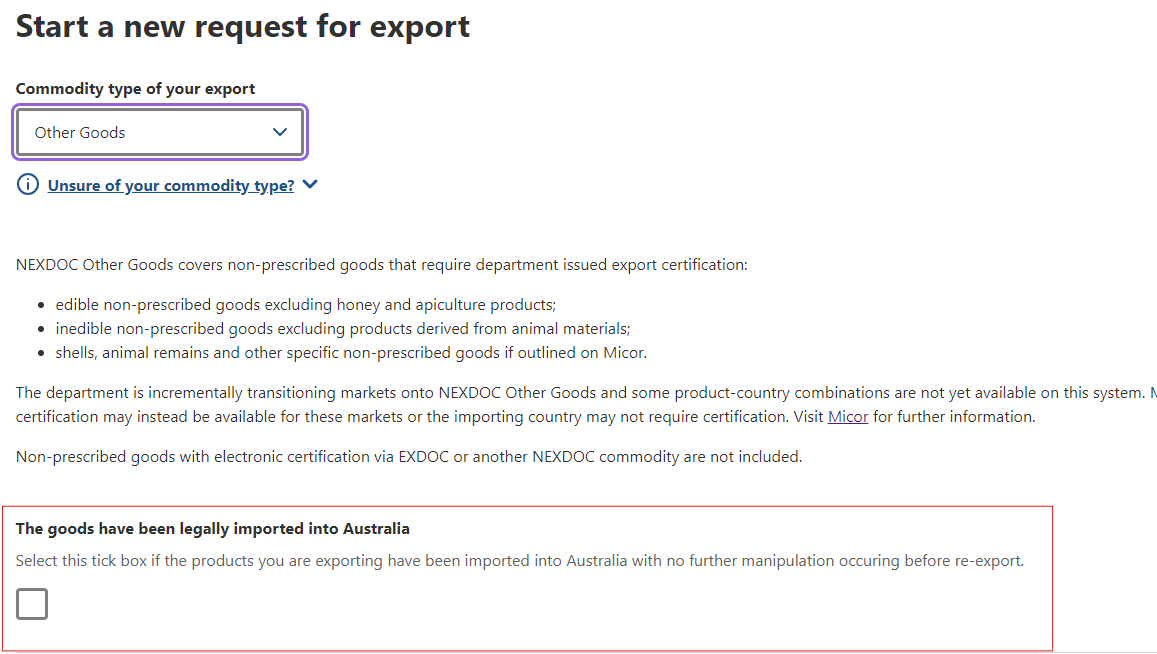 Start a new request for export
Commodity type of your export
Other Goods
Unsure of your commodity type?
NEXDOC Other Goods covers non-prescribed goods that require department issued export certification:
• edible non-prescribed goods excluding honey and apiculture products;
• inedible non-prescribed goods excluding products derived from animal materials;
• shells, animal remains and other specific non-prescribed goods if outlined on Micor.
The department is incrementally transitioning markets onto NEXDOC Other Goods and some product-country combinations are not yet available on this system.
certification may instead be available for these markets or the importing country may not require certification. Visit Micor for further information.
Non-prescribed goods with electronic certification via EXDOC or another NEXDOC commodity are not included.
The goods have been legally imported into Australia
Select this tick box if the products you are exporting have been imported into Australia with no further manipulation occuring before re-export.